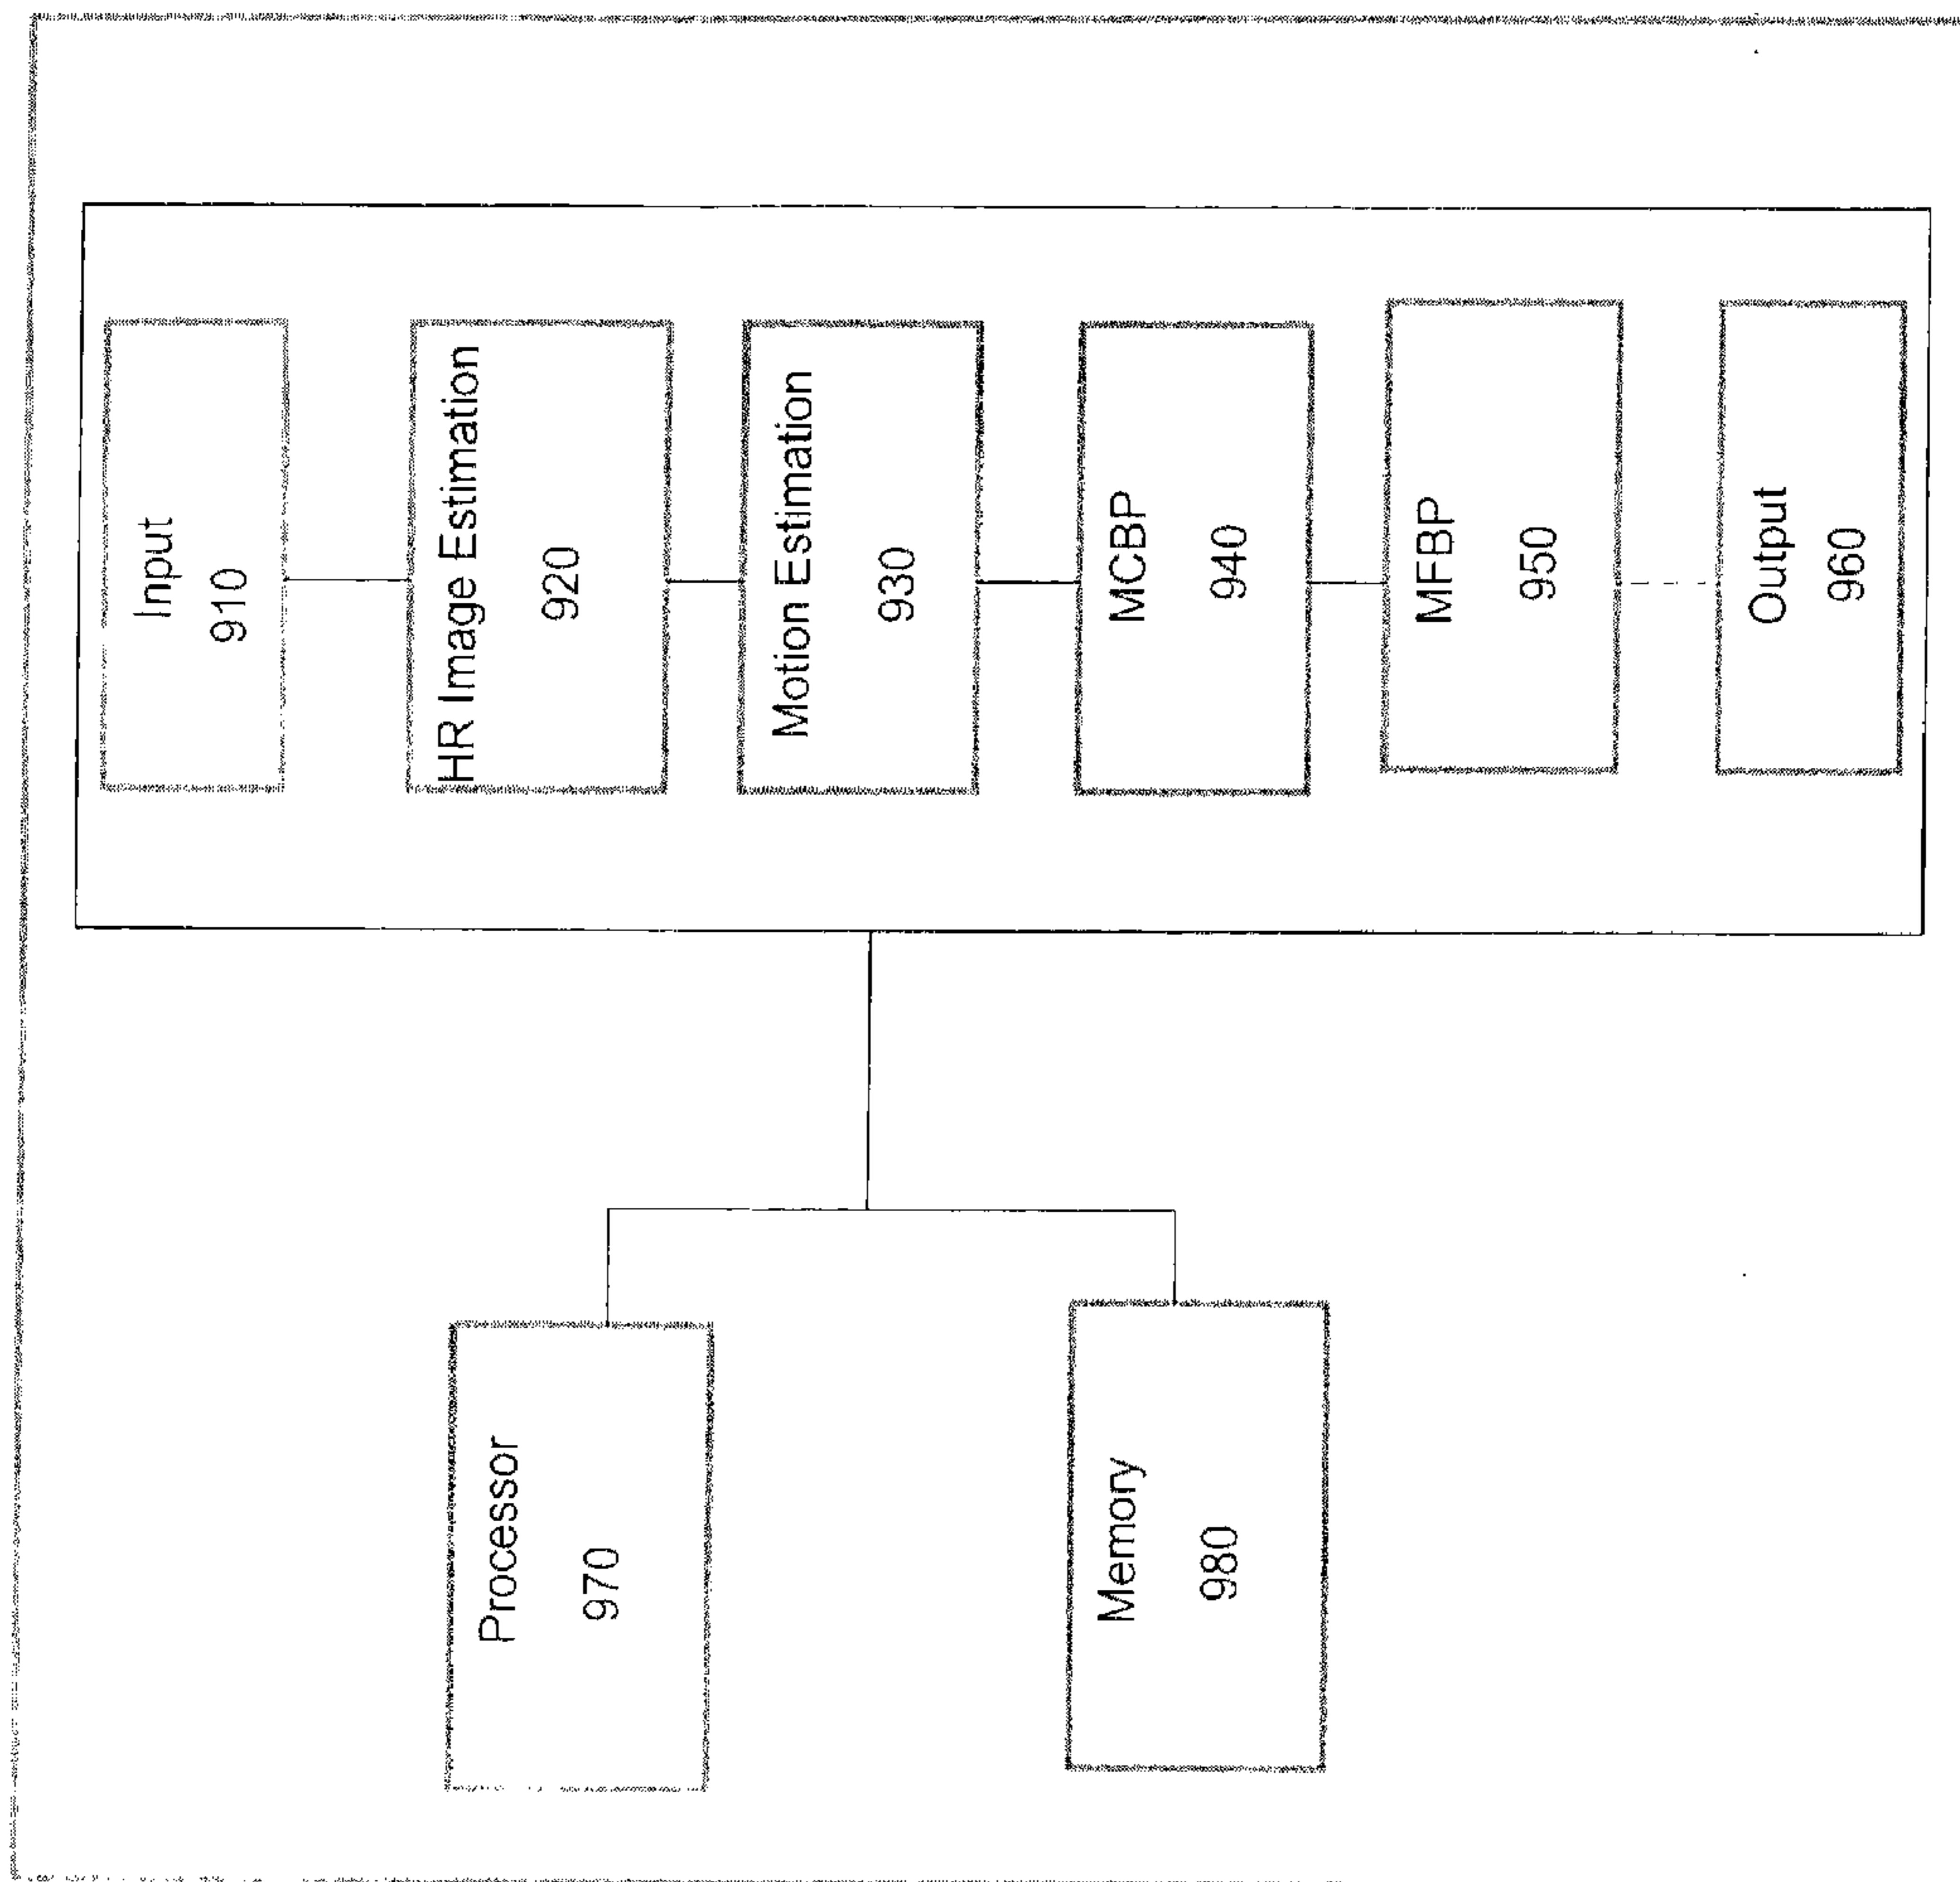 Input
910
HR Image Estimation
920
Motion Estimation
930
MCBP
940
MFBP
950
Output
960
Processor
970
Memory
980